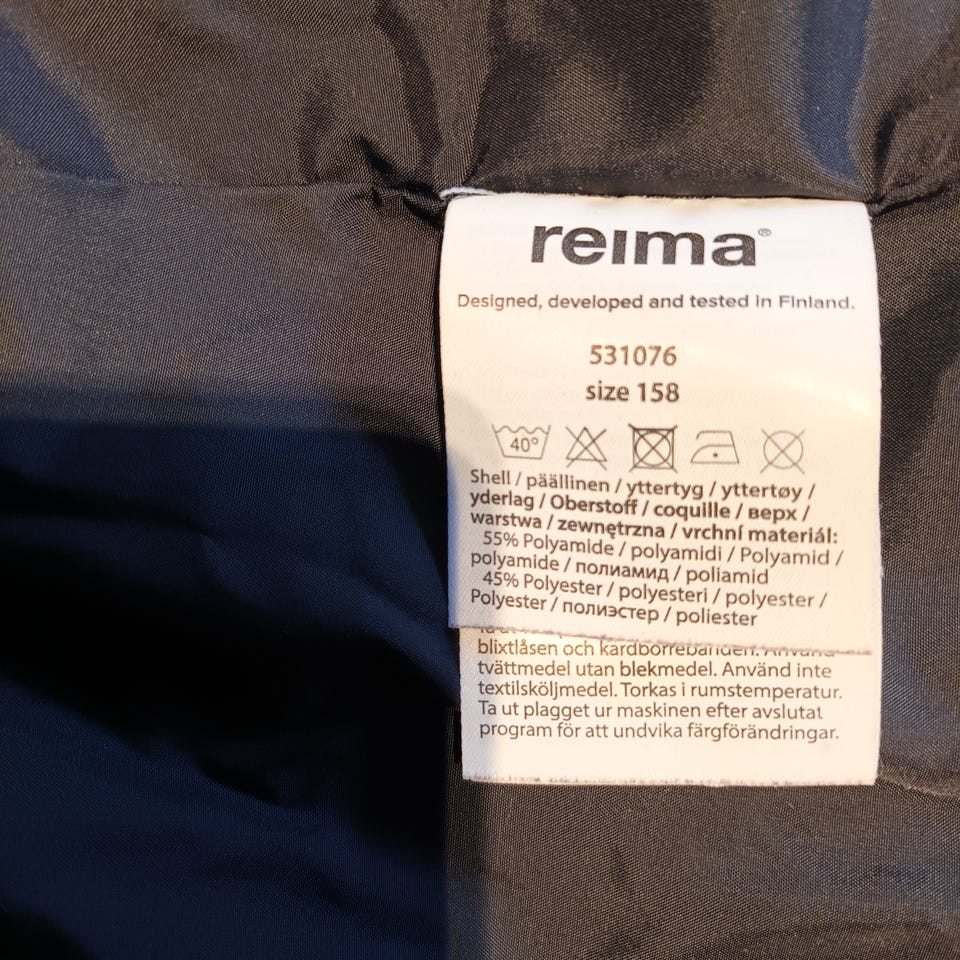 reima®
Designed, developed and tested in Finland.
531076
size 158
40°
Shell / päällinen / yttertyg / yttertøy /
yderlag / Oberstoff / coquille / верх /
warstwa / zewnętrzna / vrchní materiál:
55% Polyamide / polyamidi / Polyamid /
polyamide / полиамид / poliamid
45% Polyester / polyesteri / polyester /
Polyester / полиэстер / poliester
blixtlåsen och kardborrebanden. Använd
tvättmedel utan blekmedel. Använd inte
textilsköljmedel. Torkas i rumstemperatur.
Ta ut plagget ur maskinen efter avslutat
program för att undvika färgförändringar.